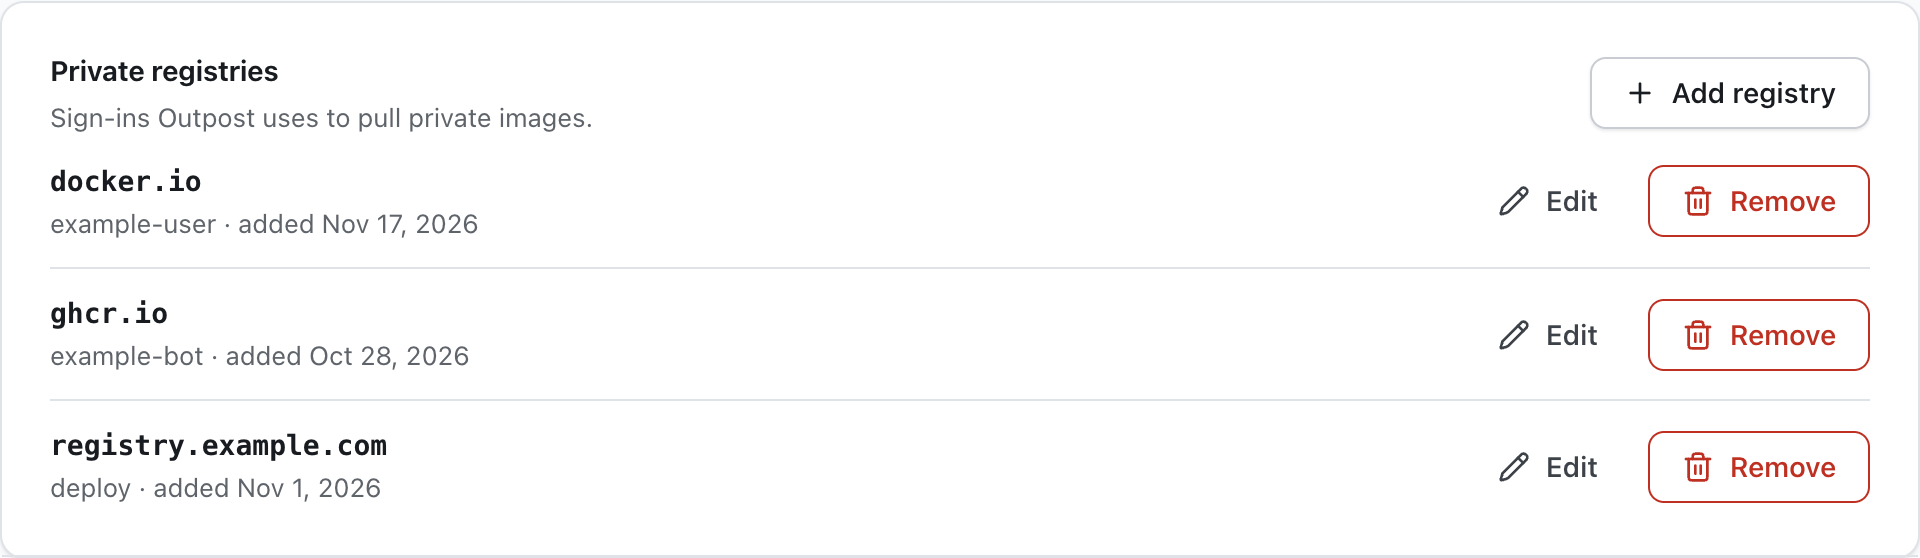 Private registries
Sign-ins Outpost uses to pull private images.
Add registry
docker.io
example-user · added Nov 17, 2026
Edit
Remove
ghcr.io
example-bot · added Oct 28, 2026
Edit
Remove
registry.example.com
deploy · added Nov 1, 2026
Edit
Remove